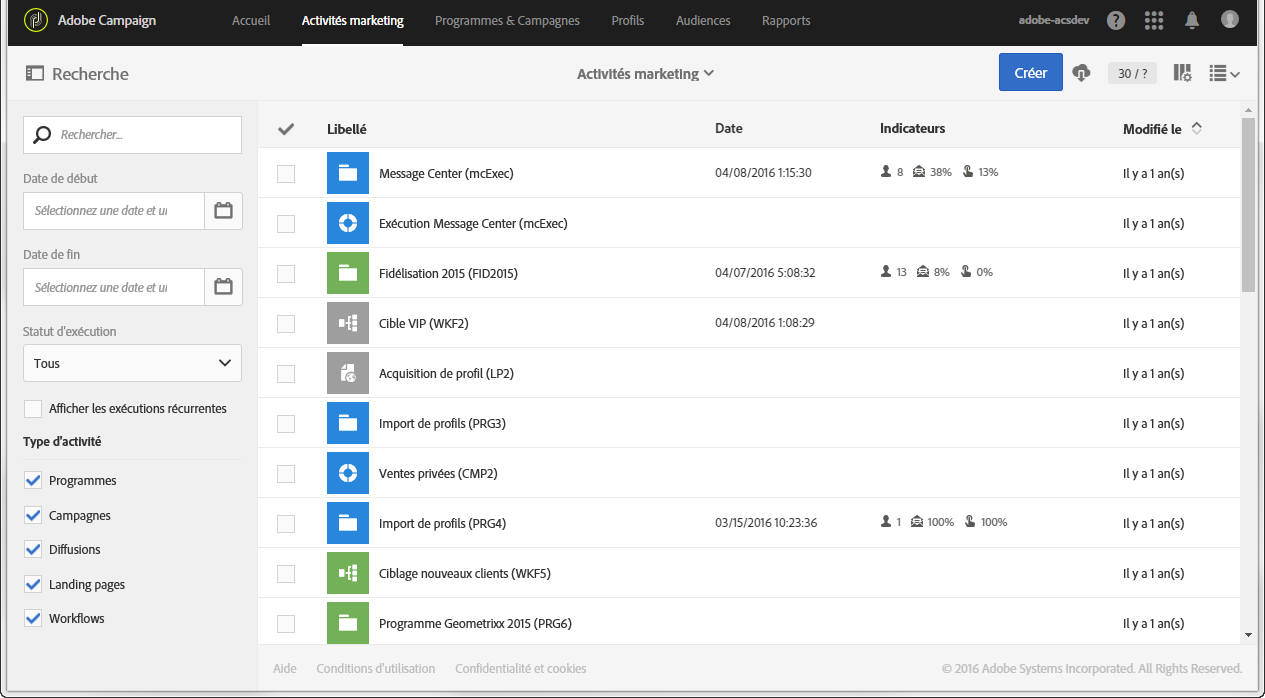 Adobe Campaign Accueil Activités marketing Programmes & Campagnes Profils Audiences Rapports adobe-acsdev ?
Recherche Activités marketing Créer 30 / ?
Rechercher...
Date de début
Sélectionnez une date et u
Date de fin
Sélectionnez une date et u
Statut d'exécution
Tous
Afficher les exécutions récurrentes
Type d'activité
Programmes
Campagnes
Diffusions
Landing pages
Workflows
Libellé Date Indicateurs Modifié le
Message Center (mcExec) 04/08/2016 1:15:30 8 38% 13% Il y a 1 an(s)
Exécution Message Center (mcExec) Il y a 1 an(s)
Fidélisation 2015 (FID2015) 04/07/2016 5:08:32 13 8% 0% Il y a 1 an(s)
Cible VIP (WKF2) 04/08/2016 1:08:29 Il y a 1 an(s)
Acquisition de profil (LP2) Il y a 1 an(s)
Import de profils (PRG3) Il y a 1 an(s)
Ventes privées (CMP2) Il y a 1 an(s)
Import de profils (PRG4) 03/15/2016 10:23:36 1 100% 100% Il y a 1 an(s)
Ciblage nouveaux clients (WKF5) Il y a 1 an(s)
Programme Geometrixx 2015 (PRG6) Il y a 1 an(s)
Aide Conditions d'utilisation Confidentialité et cookies © 2016 Adobe Systems Incorporated. All Rights Reserved.